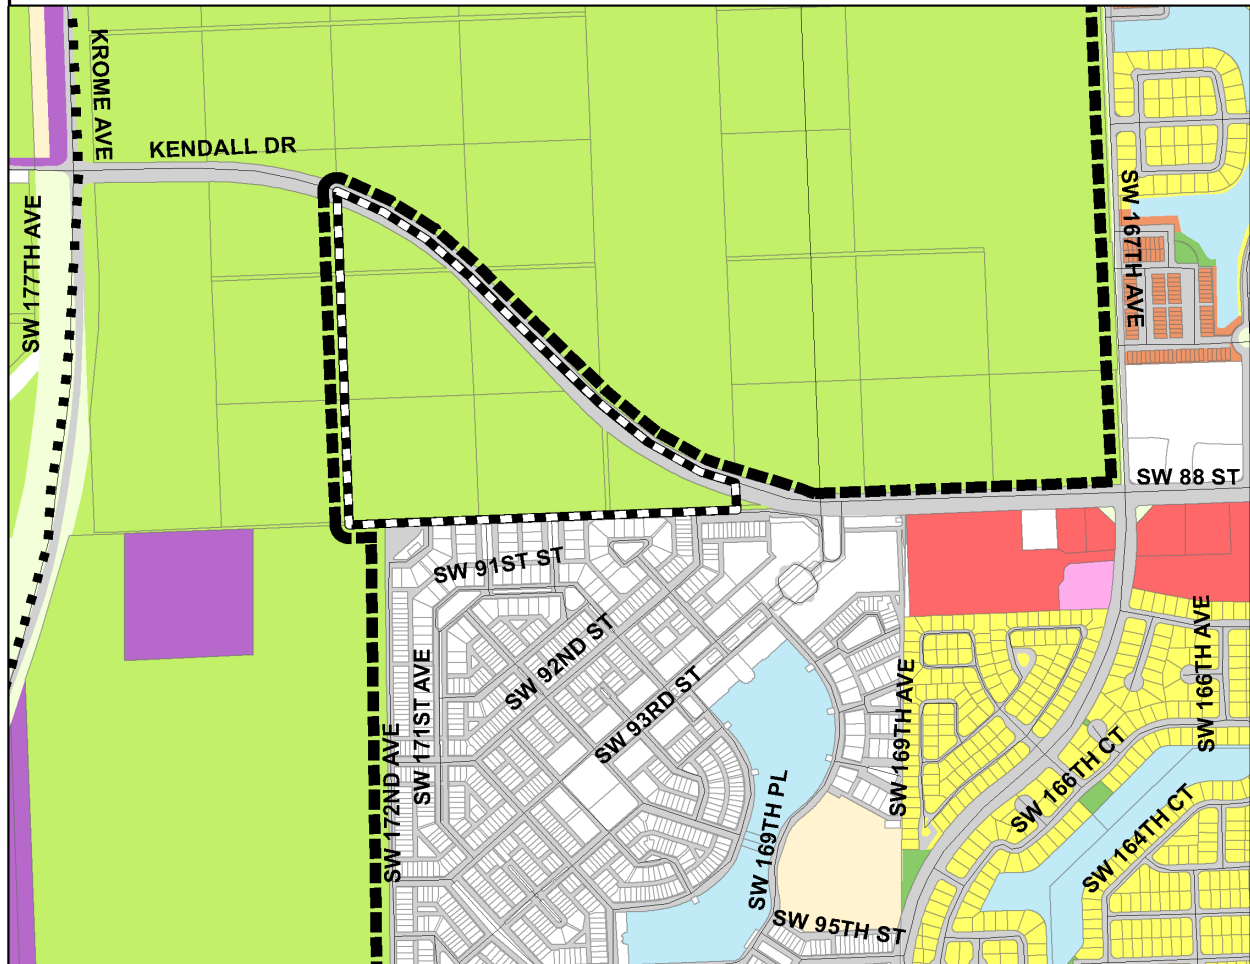 KROME AVE
KENDALL DR
SW 177TH AVE
SW 167TH AVE
SW 88 ST
SW 91ST ST
SW 92ND ST
SW 93RD ST
SW 171ST AVE
SW 172ND AVE
SW 169TH AVE
SW 166TH AVE
SW 166TH CT
SW 164TH CT
SW 169TH PL
SW 95TH ST